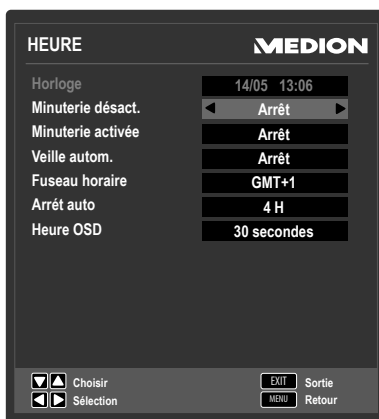 HEURE MEDION
Horloge 14/05 13:06
Minuterie désact. Arrêt
Minuterie activée Arrêt
Veille autom. Arrêt
Fuseau horaire GMT+1
Arrét auto 4 H
Heure OSD 30 secondes
Choisir EXIT Sortie
Sélection MENU Retour